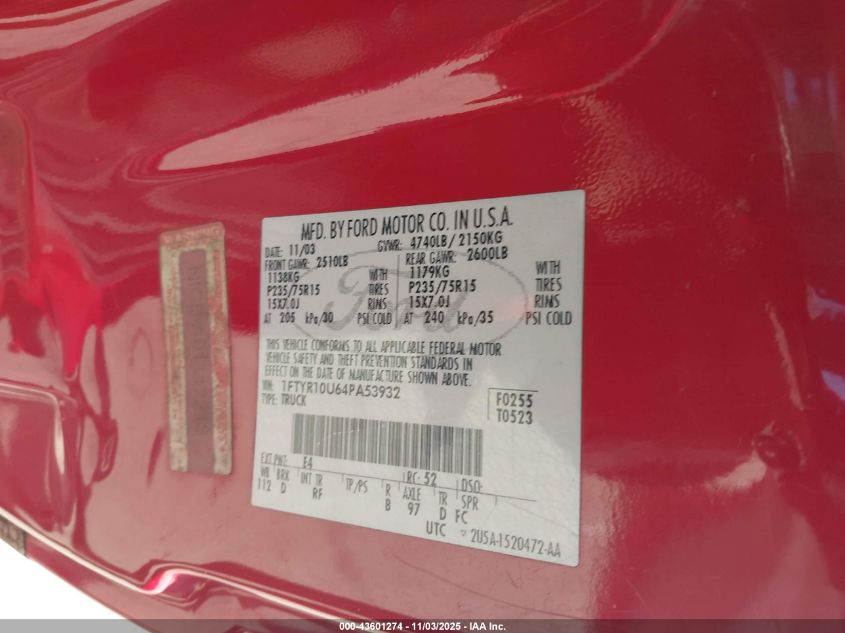 MFD. BY FORD MOTOR CO. IN U.S.A.
DATE: 11/03 GVWR: 4740LB / 2150KG
FRONT GAWR: 2510LB REAR GAWR: 2600LB
1138KG WITH 1179KG WITH
P235/75R15 TIRES P235/75R15 TIRES
15X7.0J RIMS 15X7.0J RIMS
AT 205 kPa/30 PSI COLD AT 240 kPa/35 PSI COLD
Ford
THIS VEHICLE CONFORMS TO ALL APPLICABLE FEDERAL MOTOR
VEHICLE SAFETY AND THEFT PREVENTION STANDARDS IN
EFFECT ON THE DATE OF MANUFACTURE SHOWN ABOVE.
VIN: 1FTYR10U64PA53932
TYPE: TRUCK
F0255
T0523
EXT PNT: E4 RC: 52 DSO:
WB BRK INT TR TP/PS R AXLE TR SPR
112 D RF B 97 D FC
UTC 2U5A-1520472-AA
000-43601274 - 11/03/2025 - IAA Inc.